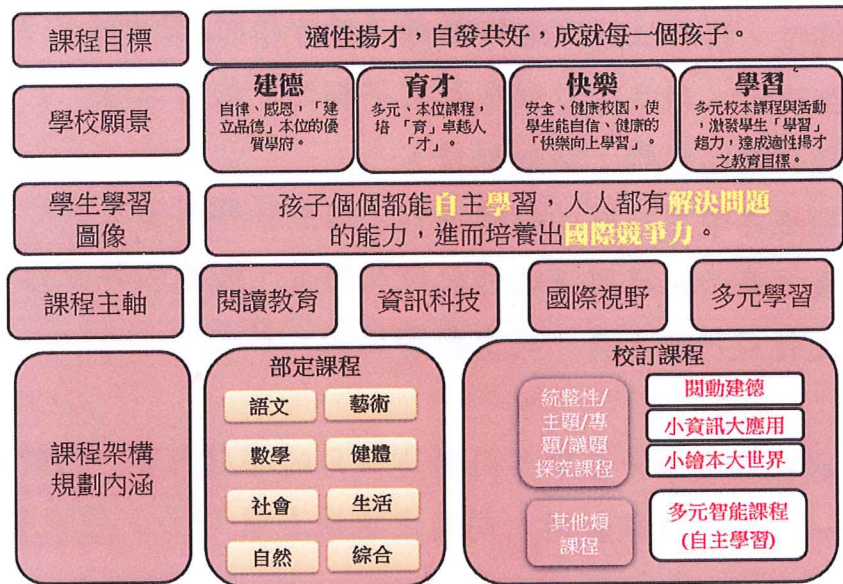 課程目標
適性揚才，自發共好，成就每一個孩子。
學校願景
建德
自律、感恩，「建
立品德」本位的優
質學府。
育才
多元、本位課程，
培 「育」卓越人
「才」。
快樂
安全、健康校園，使
學生能自信、健康的
「快樂向上學習」。
學習
多元校本課程與活動
，激發學生「學習」
超力，達成適性揚才
之教育目標。
學生學習
圖像
孩子個個都能自主學習，人人都有解決問題
的能力，進而培養出國際競爭力。
課程主軸
閱讀教育
資訊科技
國際視野
多元學習
課程架構
規劃內涵
部定課程
語文
藝術
數學
健體
社會
生活
自然
綜合
校訂課程
統整性/
主題/專
題/議題
探究課程
閱動建德
小資訊大應用
小繪本大世界
其他類
課程
多元智能課程
(自主學習)